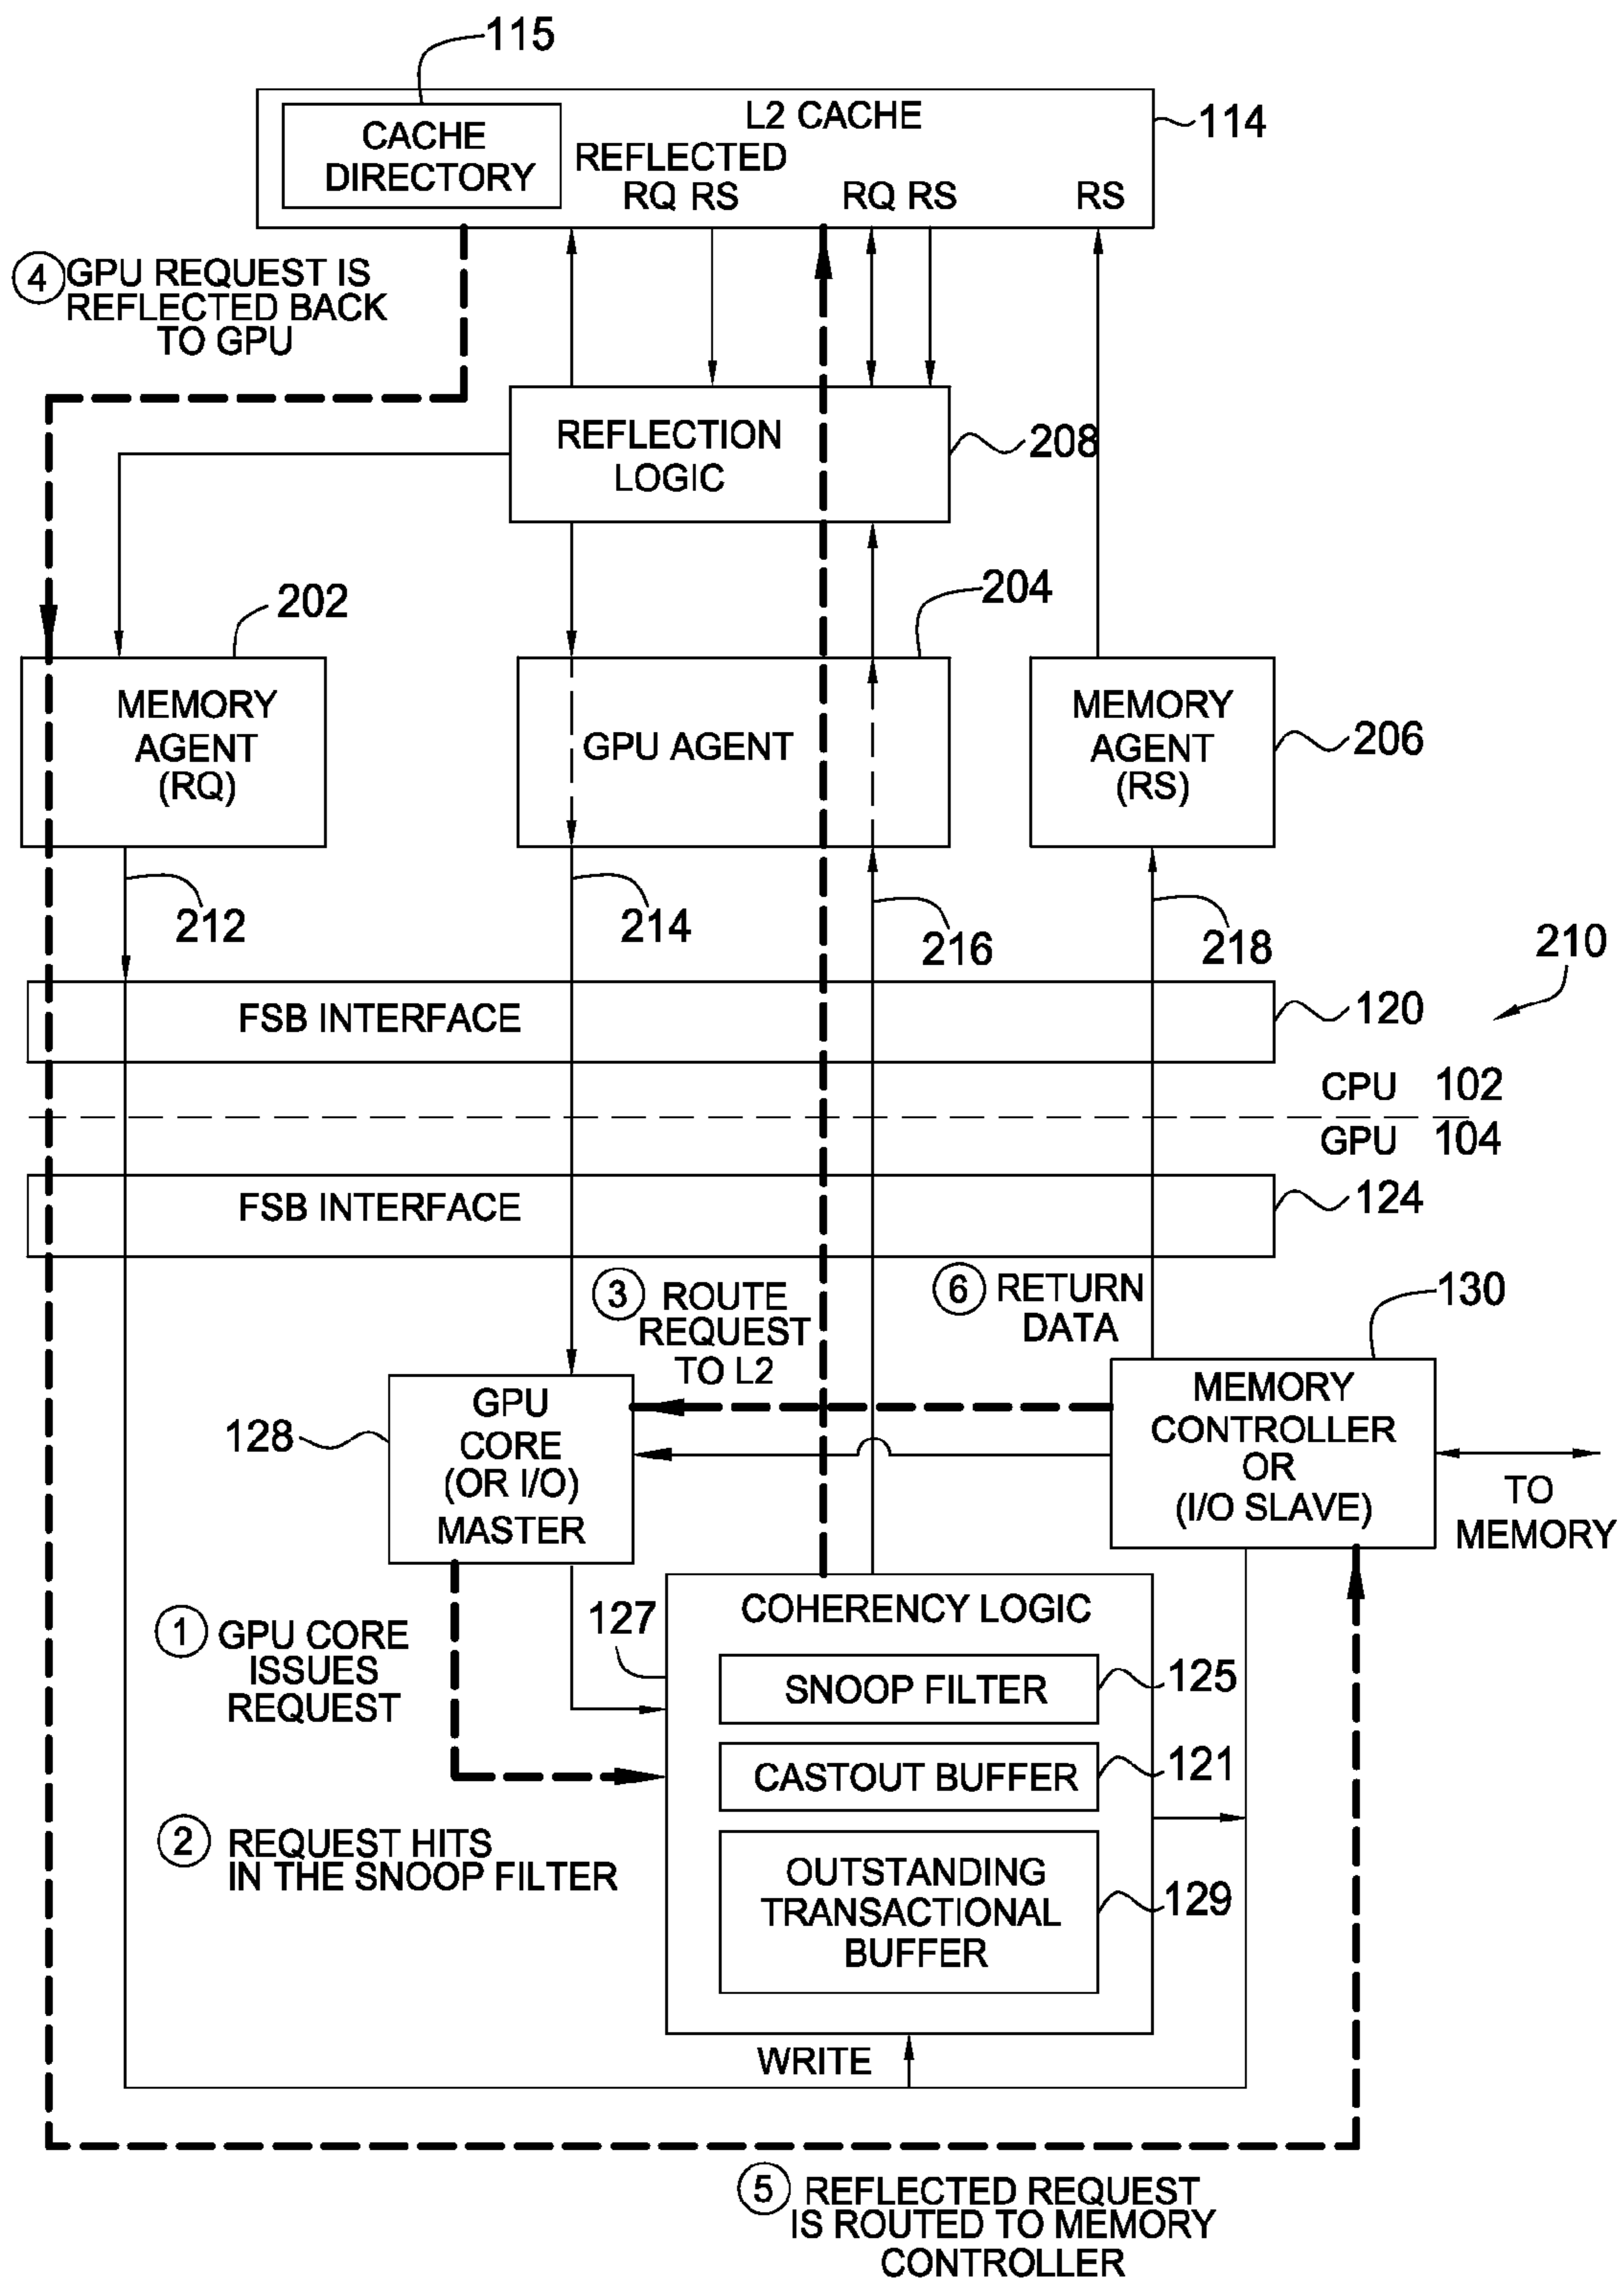 115
L2 CACHE
114
CACHE
DIRECTORY
REFLECTED
RQ RS
RQ RS
RS
4 GPU REQUEST IS
REFLECTED BACK
TO GPU
REFLECTION
LOGIC
208
202
204
MEMORY
AGENT
(RQ)
GPU AGENT
MEMORY
AGENT
(RS)
206
212
214
216
218
210
FSB INTERFACE
120
CPU 102
GPU 104
FSB INTERFACE
124
3 ROUTE
REQUEST
TO L2
6 RETURN
DATA
130
128
GPU
CORE
(OR I/O)
MASTER
MEMORY
CONTROLLER
OR
(I/O SLAVE)
TO
MEMORY
1 GPU CORE
ISSUES
REQUEST
127
COHERENCY LOGIC
SNOOP FILTER
125
CASTOUT BUFFER
121
2 REQUEST HITS
IN THE SNOOP FILTER
OUTSTANDING
TRANSACTIONAL
BUFFER
129
WRITE
5 REFLECTED REQUEST
IS ROUTED TO MEMORY
CONTROLLER